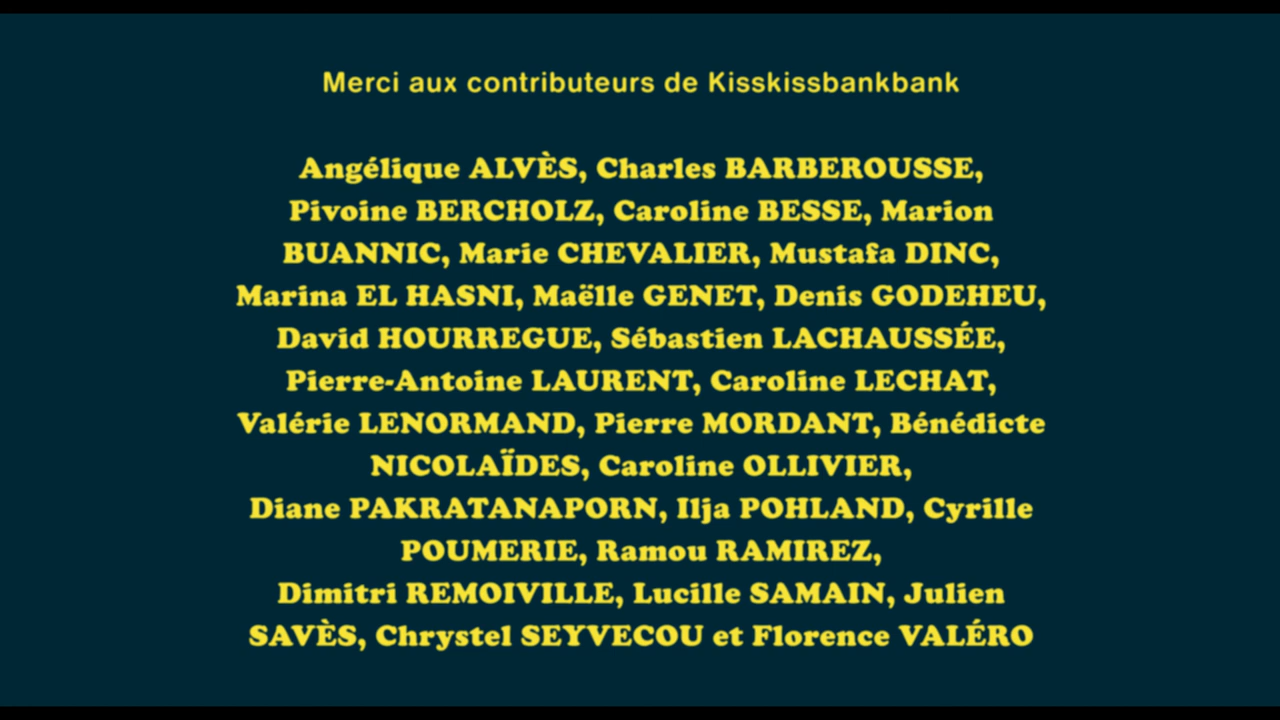 Merci aux contributeurs de Kisskissbankbank
Angélique ALVÈS, Charles BARBEROUSSE,
Pivoine BERCHOLZ, Caroline BESSE, Marion
BUANNIC, Marie CHEVALIER, Mustafa DINC,
Marina EL HASNI, Maëlle GENET, Denis GODEHEU,
David HOURREGUE, Sébastien LACHAUSSÉE,
Pierre-Antoine LAURENT, Caroline LECHAT,
Valérie LENORMAND, Pierre MORDANT, Bénédicte
NICOLAÏDES, Caroline OLLIVIER,
Diane PAKRATANAPORN, Ilja POHLAND, Cyrille
POUMERIE, Ramou RAMIREZ,
Dimitri REMOIVILLE, Lucille SAMAIN, Julien
SAVÈS, Chrystel SEYVECOU et Florence VALÉRO